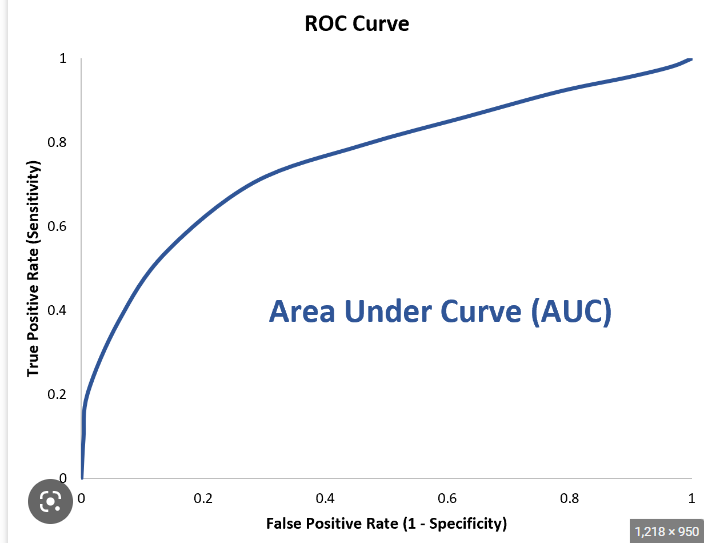 ROC Curve
1
0.8
0.6
0.4
0.2
0
True Positive Rate (Sensitivity)
Area Under Curve (AUC)
0 0.2 0.4 0.6 0.8 1
False Positive Rate (1 - Specificity)
1,218 × 950